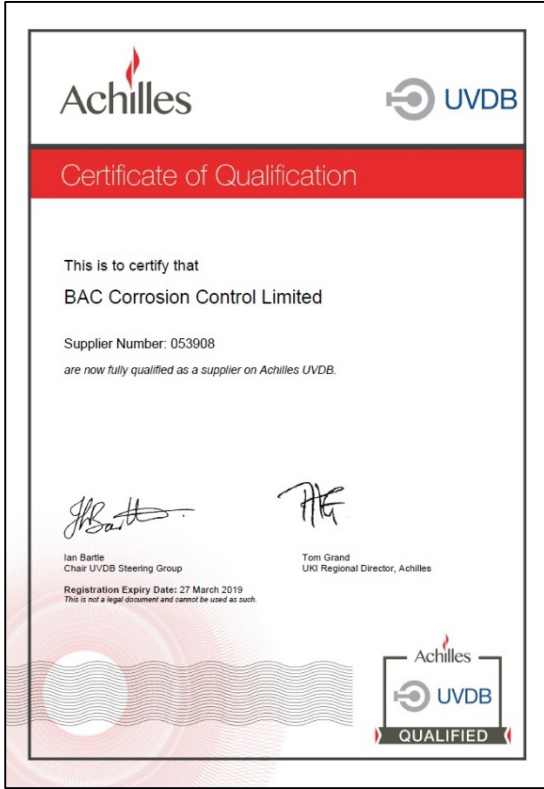 Achilles
UVDB
Certificate of Qualification
This is to certify that
BAC Corrosion Control Limited
Supplier Number: 053908
are now fully qualified as a supplier on Achilles UVDB.
Ian Bartle
Chair UVDB Steering Group
Tom Grand
UKI Regional Director, Achilles
Registration Expiry Date: 27 March 2019
This is not a legal document and cannot be used as such.
Achilles
UVDB
QUALIFIED